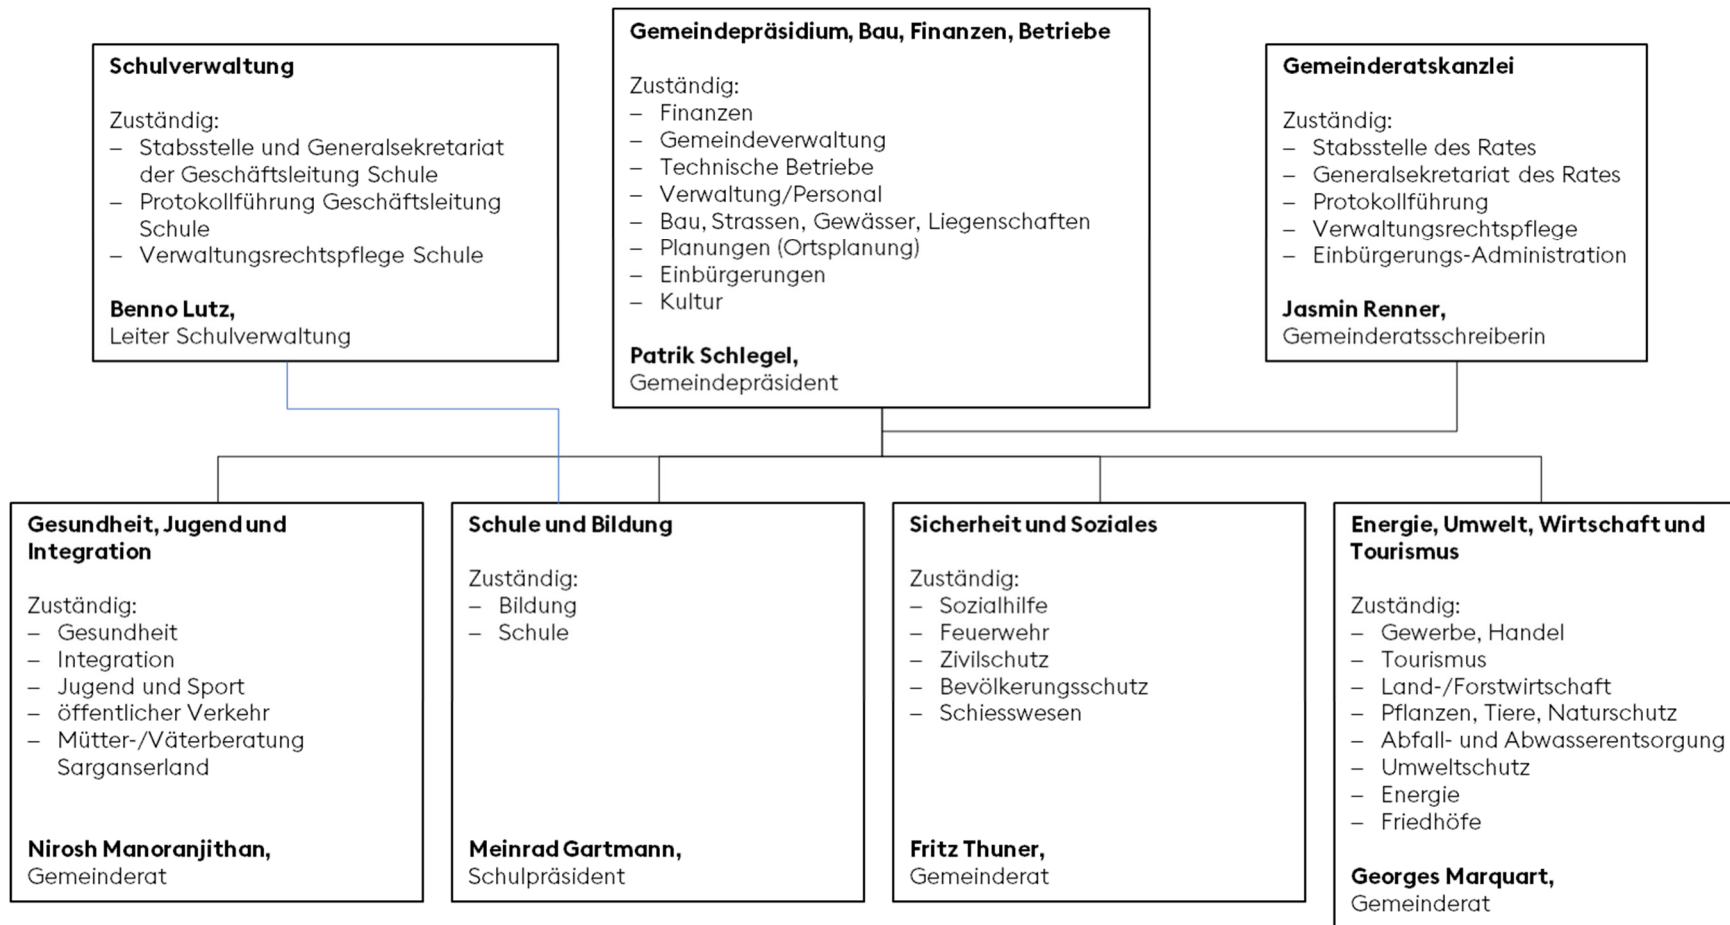 Schulverwaltung
Zuständig:
– Stabsstelle und Generalsekretariat
der Geschäftsleitung Schule
– Protokollführung Geschäftsleitung
Schule
– Verwaltungsrechtspflege Schule
Benno Lutz,
Leiter Schulverwaltung
Gemeindepräsidium, Bau, Finanzen, Betriebe
Zuständig:
– Finanzen
– Gemeindeverwaltung
– Technische Betriebe
– Verwaltung/Personal
– Bau, Strassen, Gewässer, Liegenschaften
– Planungen (Ortsplanung)
– Einbürgerungen
– Kultur
Patrik Schlegel,
Gemeindepräsident
Gemeinderatskanzlei
Zuständig:
– Stabsstelle des Rates
– Generalsekretariat des Rates
– Protokollführung
– Verwaltungsrechtspflege
– Einbürgerungs-Administration
Jasmin Renner,
Gemeinderatsschreiberin
Gesundheit, Jugend und
Integration
Zuständig:
– Gesundheit
– Integration
– Jugend und Sport
– öffentlicher Verkehr
– Mütter-/Väterberatung
Sarganserland
Nirosh Manoranjithan,
Gemeinderat
Schule und Bildung
Zuständig:
– Bildung
– Schule
Meinrad Gartmann,
Schulpräsident
Sicherheit und Soziales
Zuständig:
– Sozialhilfe
– Feuerwehr
– Zivilschutz
– Bevölkerungsschutz
– Schiesswesen
Fritz Thuner,
Gemeinderat
Energie, Umwelt, Wirtschaft und
Tourismus
Zuständig:
– Gewerbe, Handel
– Tourismus
– Land-/Forstwirtschaft
– Pflanzen, Tiere, Naturschutz
– Abfall- und Abwasserentsorgung
– Umweltschutz
– Energie
– Friedhöfe
Georges Marquart,
Gemeinderat